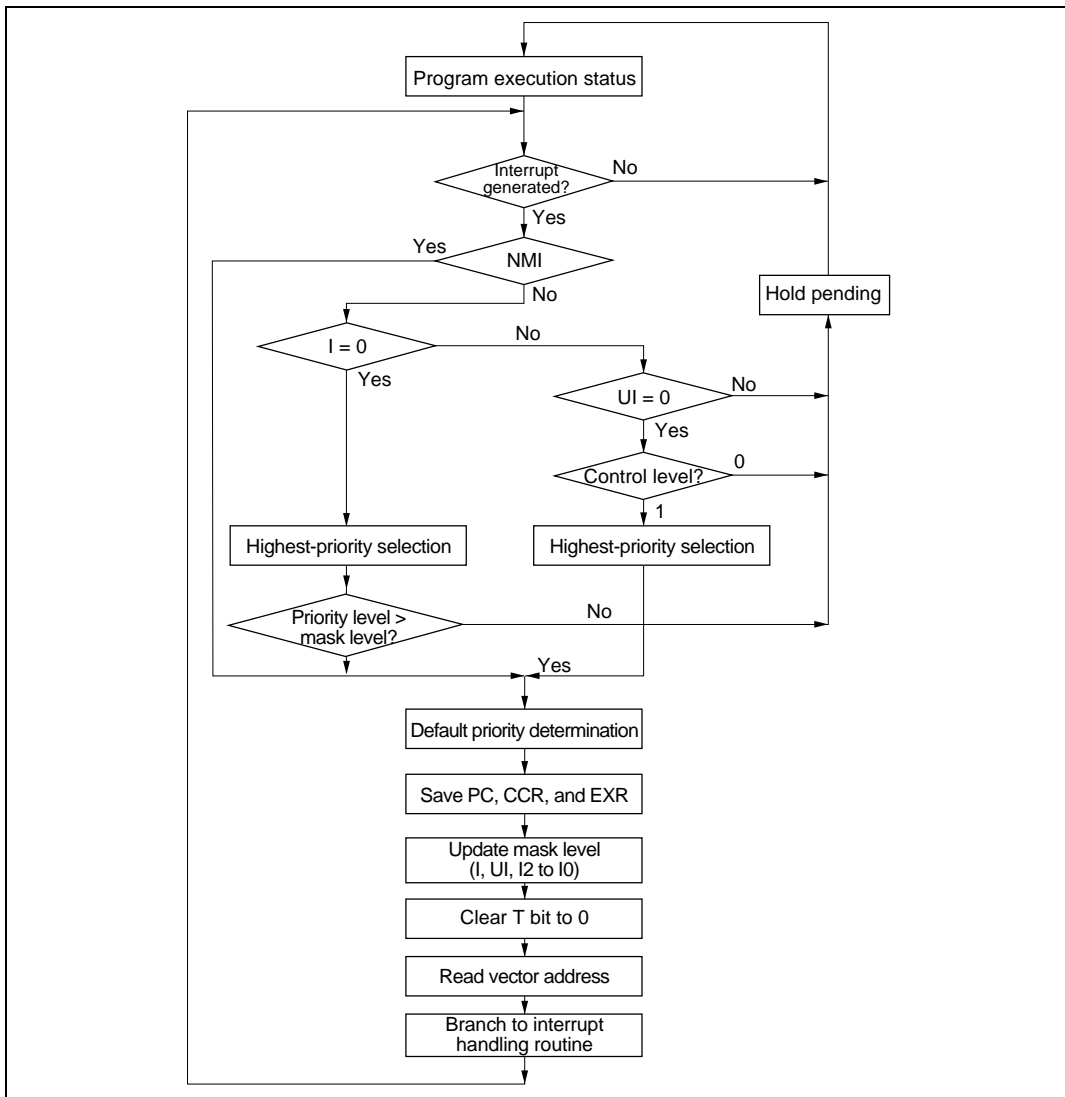 Program execution status
Interrupt
generated?
No
Yes
Yes
NMI
No
Hold pending
I = 0
No
Yes
UI = 0
No
Yes
Control level?
0
1
Highest-priority selection
Highest-priority selection
Priority level >
mask level?
No
Yes
Default priority determination
Save PC, CCR, and EXR
Update mask level
(I, UI, I2 to I0)
Clear T bit to 0
Read vector address
Branch to interrupt
handling routine